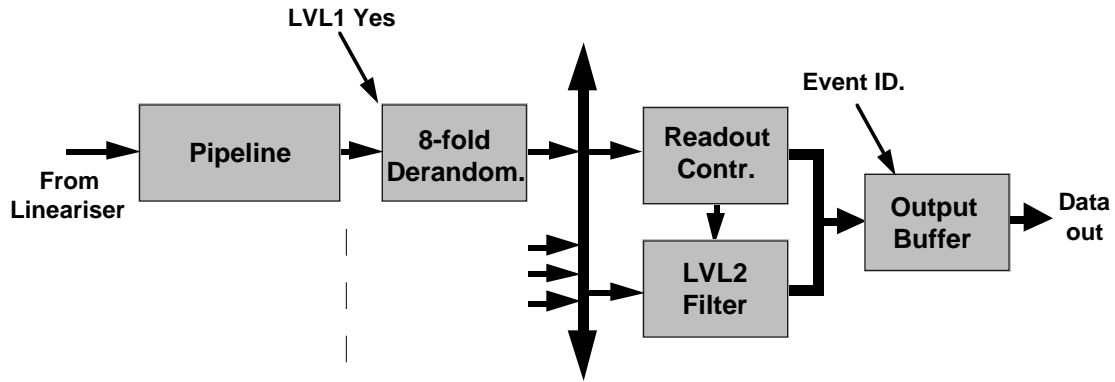 LVL1 Yes
Event ID.
Pipeline
8-fold
Derandom.
Readout
Contr.
From
Lineariser
Output
Buffer
Data
out
LVL2
Filter